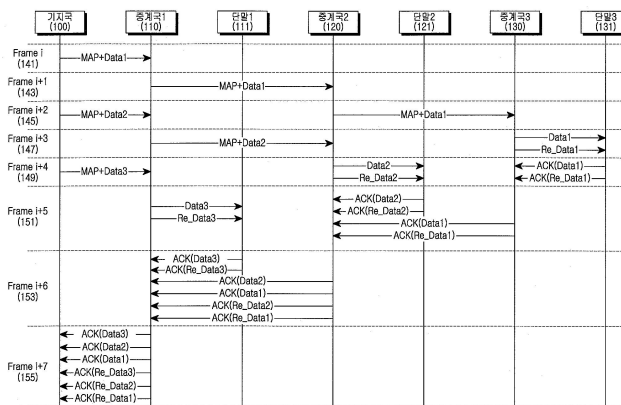 기지국 중계국1 단말1 중계국2 단말2 중계국3 단말3
(100) (110) (111) (120) (121) (130) (131)
Frame i
(141)
MAP+Data1
Frame i+1
(143)
MAP+Data1
Frame i+2
(145)
MAP+Data2 MAP+Data1
Frame i+3
(147)
MAP+Data2
Data1
Re_Data1
Frame i+4
(149)
MAP+Data3
Data2 ACK(Data1)
Re_Data2 ACK(Re_Data1)
Frame i+5
(151)
Data3
Re_Data3
ACK(Data2)
ACK(Re_Data2)
ACK(Data1)
ACK(Re_Data1)
Frame i+6
(153)
ACK(Data3)
ACK(Re_Data3)
ACK(Data2)
ACK(Data1)
ACK(Re_Data2)
ACK(Re_Data1)
Frame i+7
(155)
ACK(Data3)
ACK(Data2)
ACK(Data1)
ACK(Re_Data3)
ACK(Re_Data2)
ACK(Re_Data1)